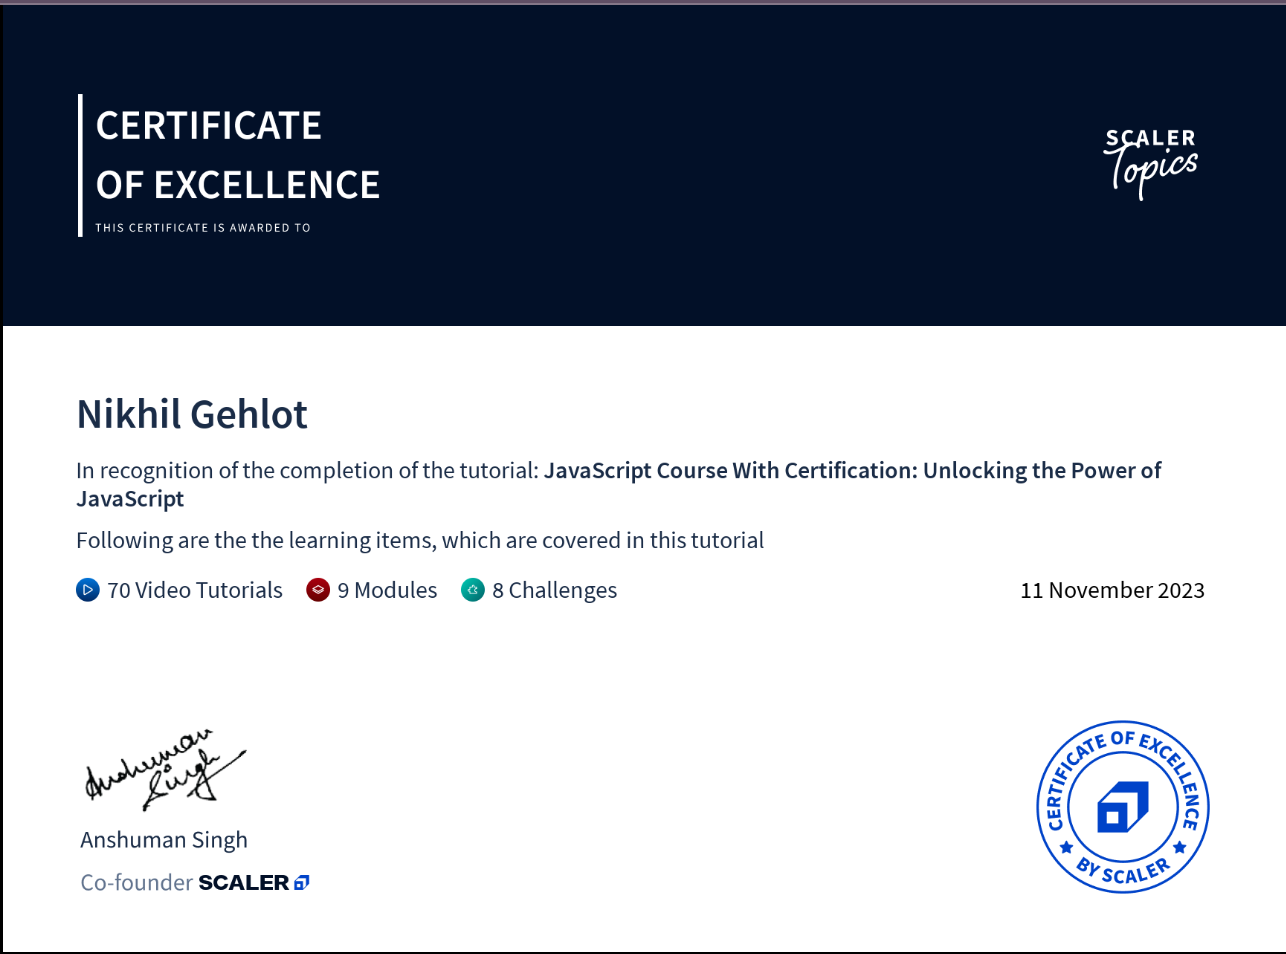 CERTIFICATE
OF EXCELLENCE
THIS CERTIFICATE IS AWARDED TO
SCALER
Topics
Nikhil Gehlot
In recognition of the completion of the tutorial: JavaScript Course With Certification: Unlocking the Power of
JavaScript
Following are the the learning items, which are covered in this tutorial
70 Video Tutorials 9 Modules 8 Challenges 11 November 2023
Anshuman
Singh
Anshuman Singh
Co-founder SCALER
CERTIFICATE OF EXCELLENCE
BY SCALER